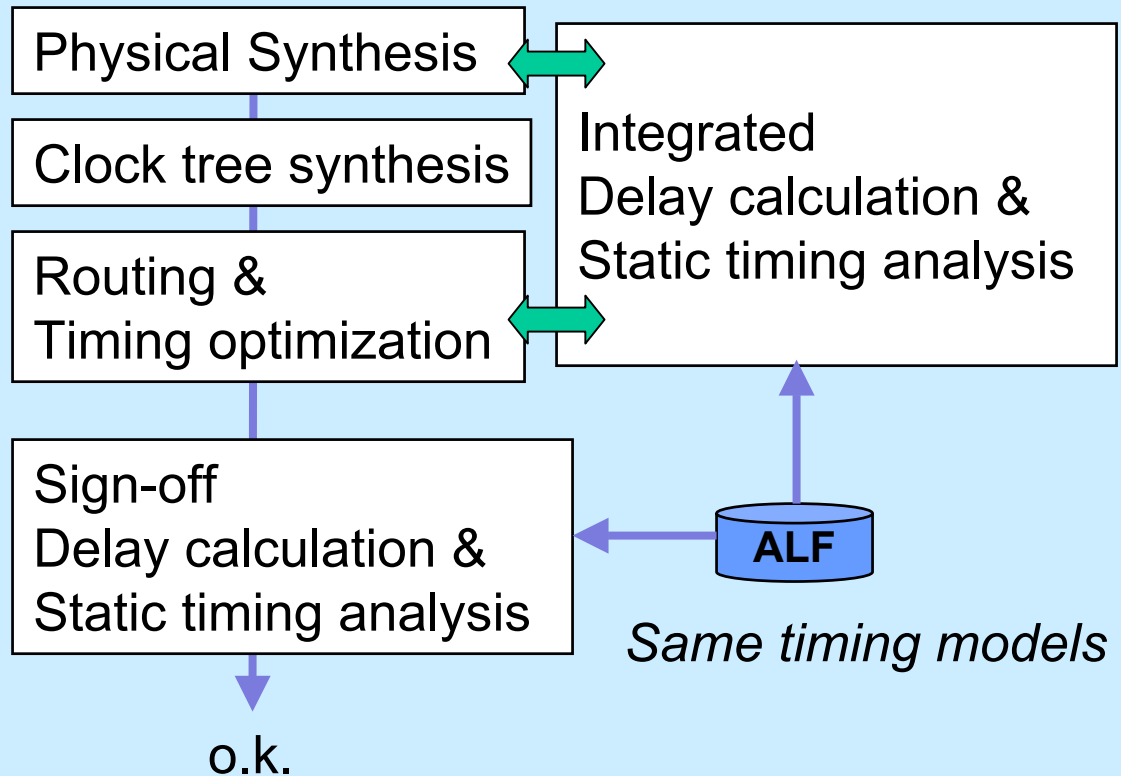 Physical Synthesis
Clock tree synthesis
Routing &
Timing optimization
Integrated
Delay calculation &
Static timing analysis
Sign-off
Delay calculation &
Static timing analysis
ALF
Same timing models
o.k.